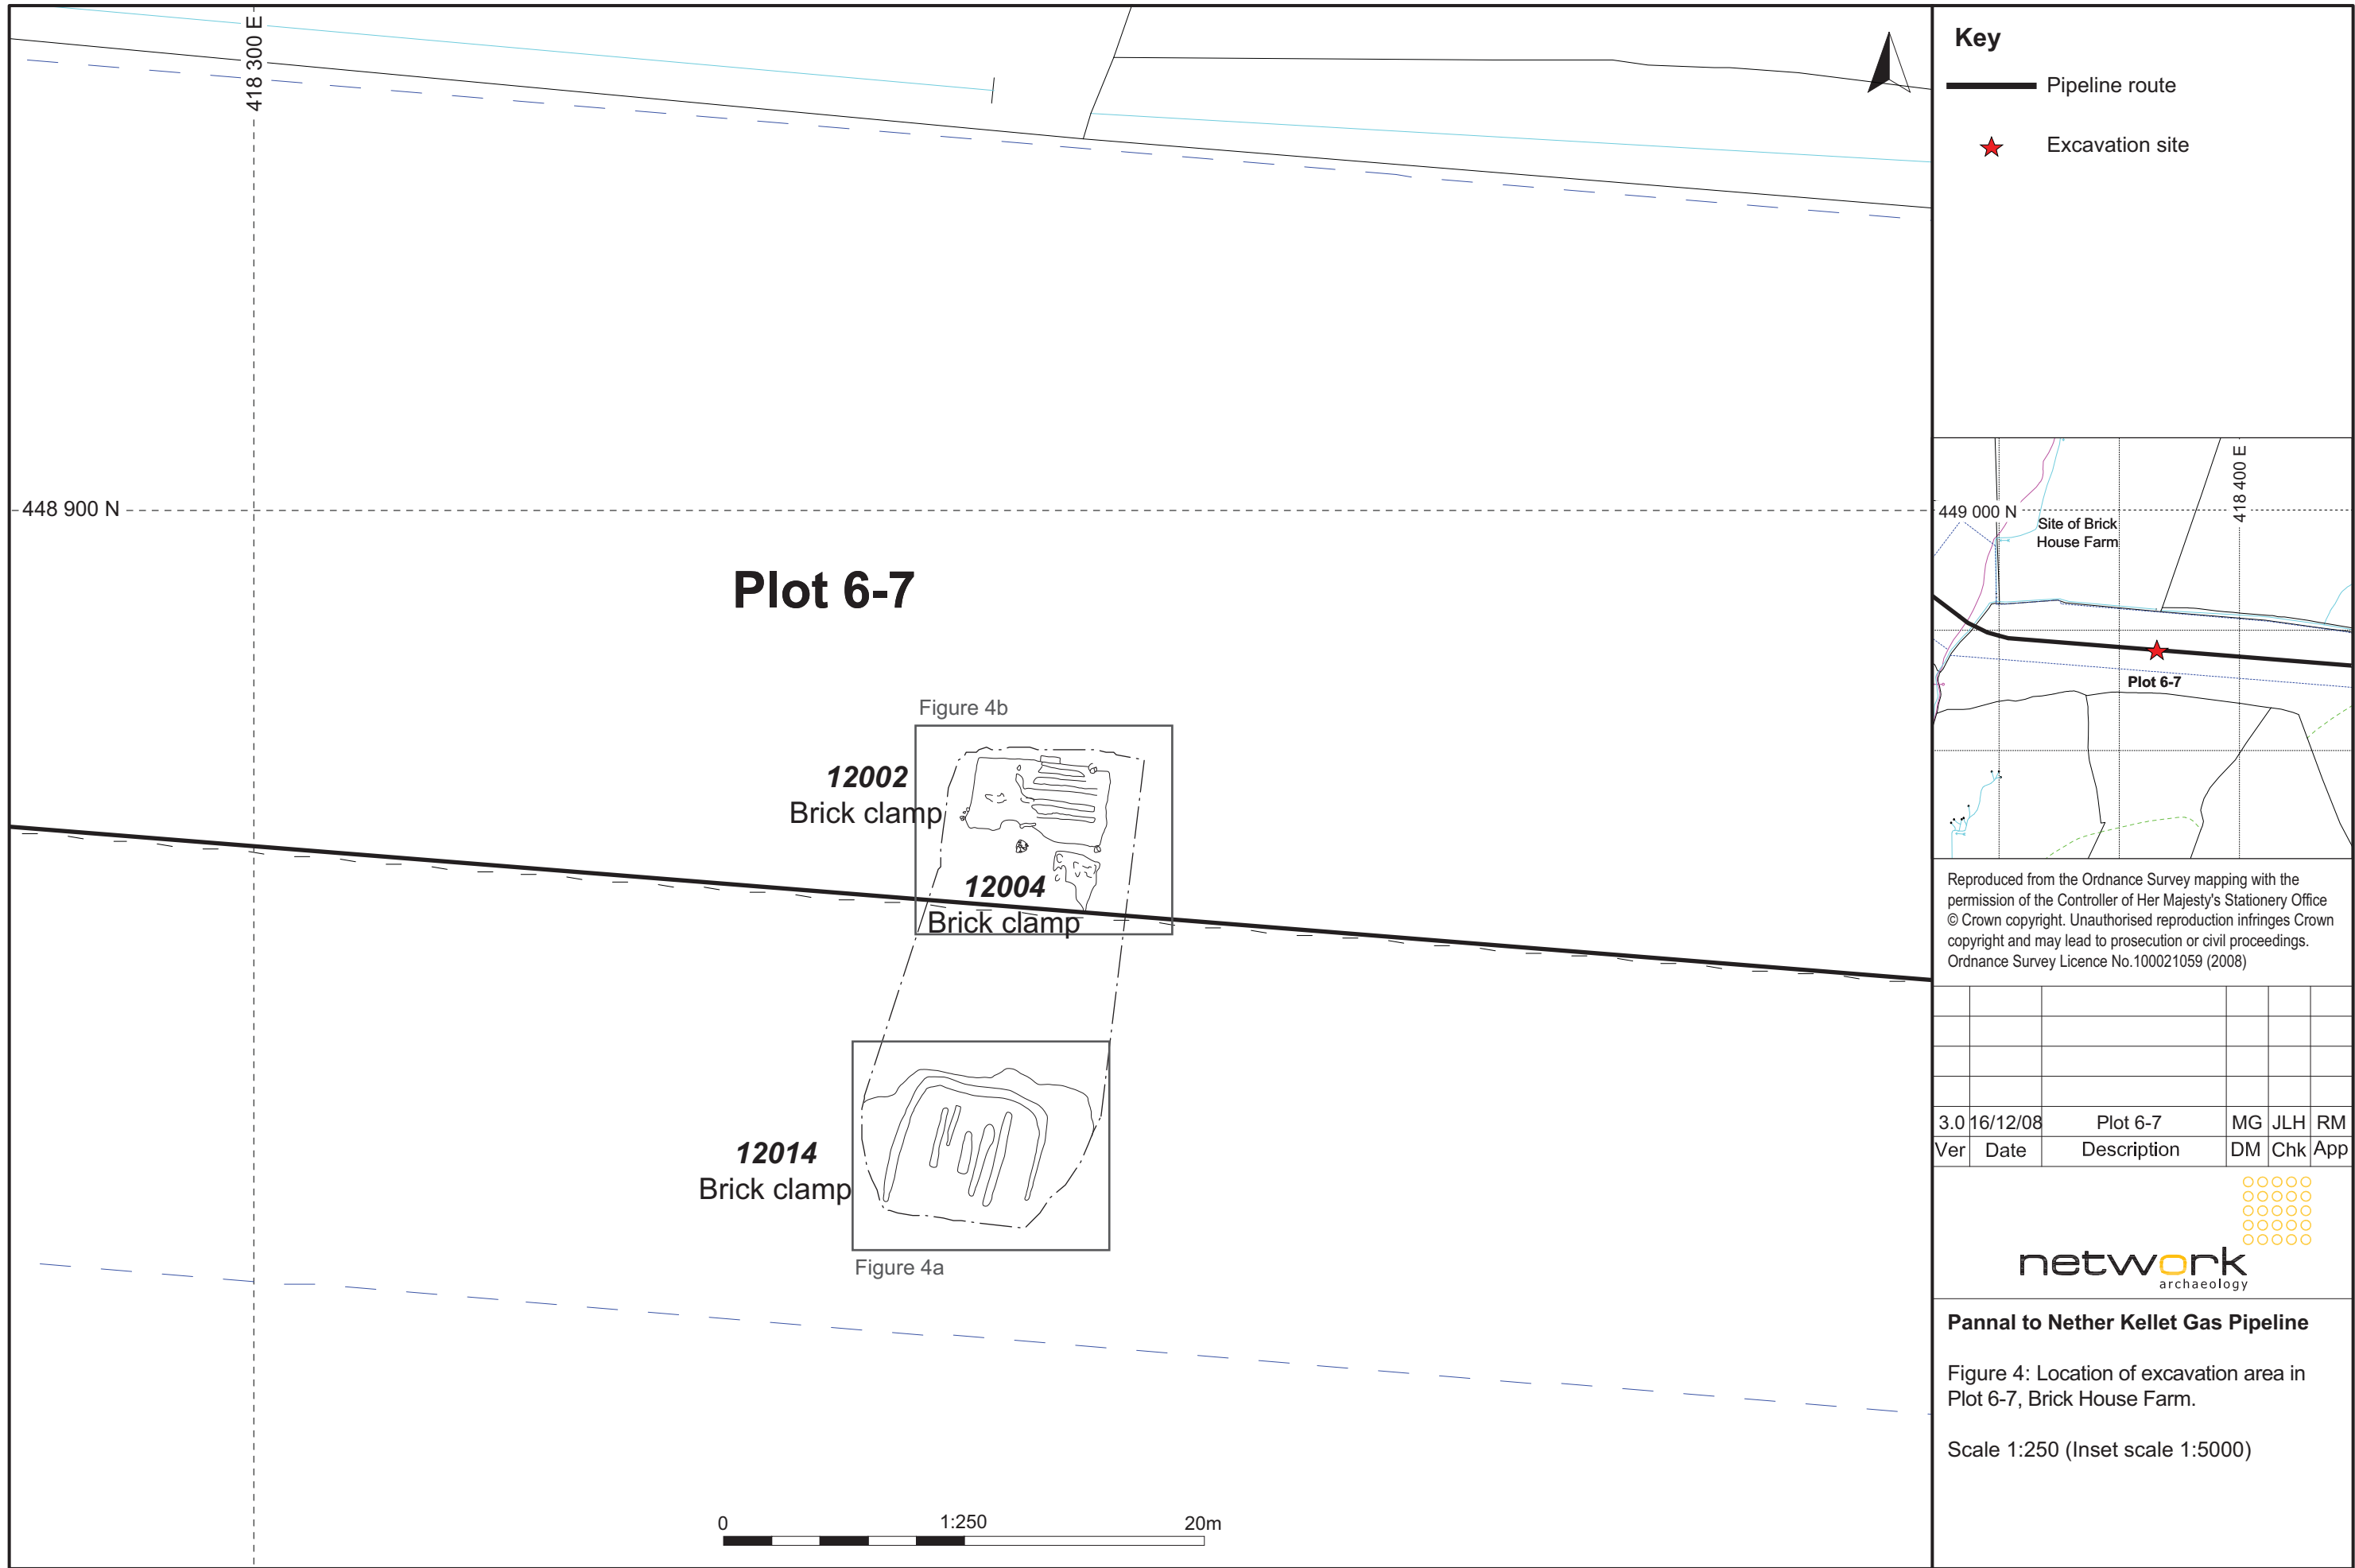 418 300 E
448 900 N
Plot 6-7
Figure 4b
12002
Brick clamp
12004
Brick clamp
12014
Brick clamp
Figure 4a
0
1:250
20m
Key
Pipeline route
Excavation site
418 400 E
449 000 N
Site of Brick
House Farm
Plot 6-7
Reproduced from the Ordnance Survey mapping with the
permission of the Controller of Her Majesty's Stationery Office
© Crown copyright. Unauthorised reproduction infringes Crown
copyright and may lead to prosecution or civil proceedings.
Ordnance Survey Licence No.100021059 (2008)
3.0 16/12/08 Plot 6-7 MG JLH RM
Ver Date Description DM Chk App
network
archaeology
Pannal to Nether Kellet Gas Pipeline
Figure 4: Location of excavation area in
Plot 6-7, Brick House Farm.
Scale 1:250 (Inset scale 1:5000)